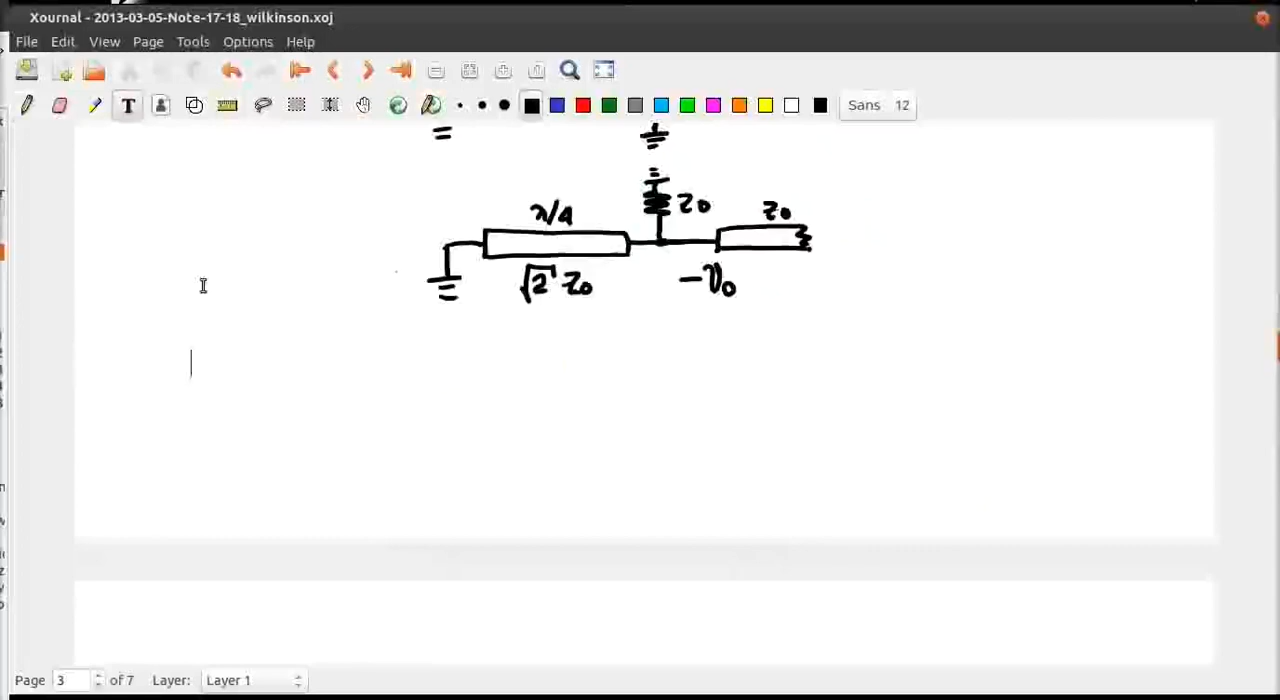 Xournal - 2013-03-05-Note-17-18_wilkinson.xoj
File Edit View Page Tools Options Help
T Sans 12
λ/4 Z0 Z0
√2 Z0 -V0
Page 3 of 7 Layer: Layer 1